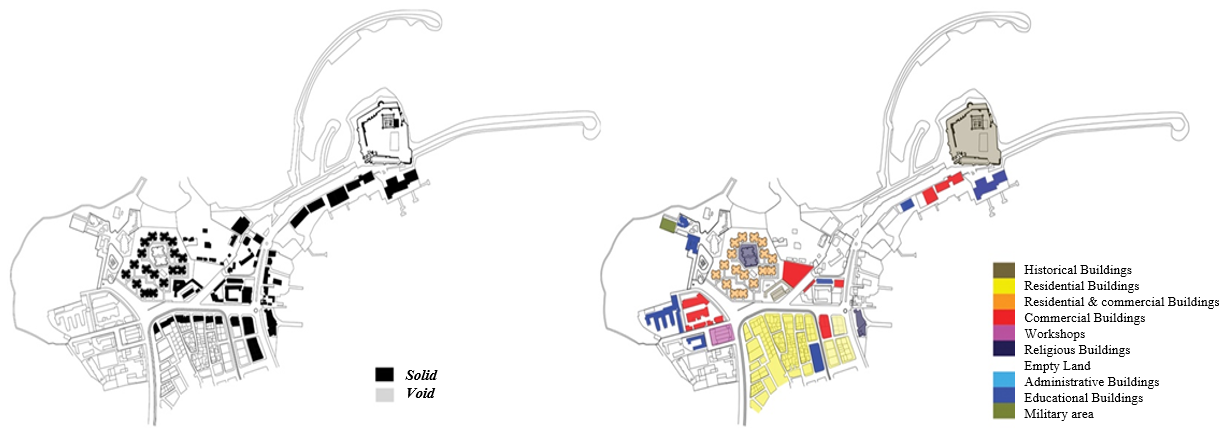 Solid
Void
Historical Buildings
Residential Buildings
Residential & commercial Buildings
Commercial Buildings
Workshops
Religious Buildings
Empty Land
Administrative Buildings
Educational Buildings
Military area